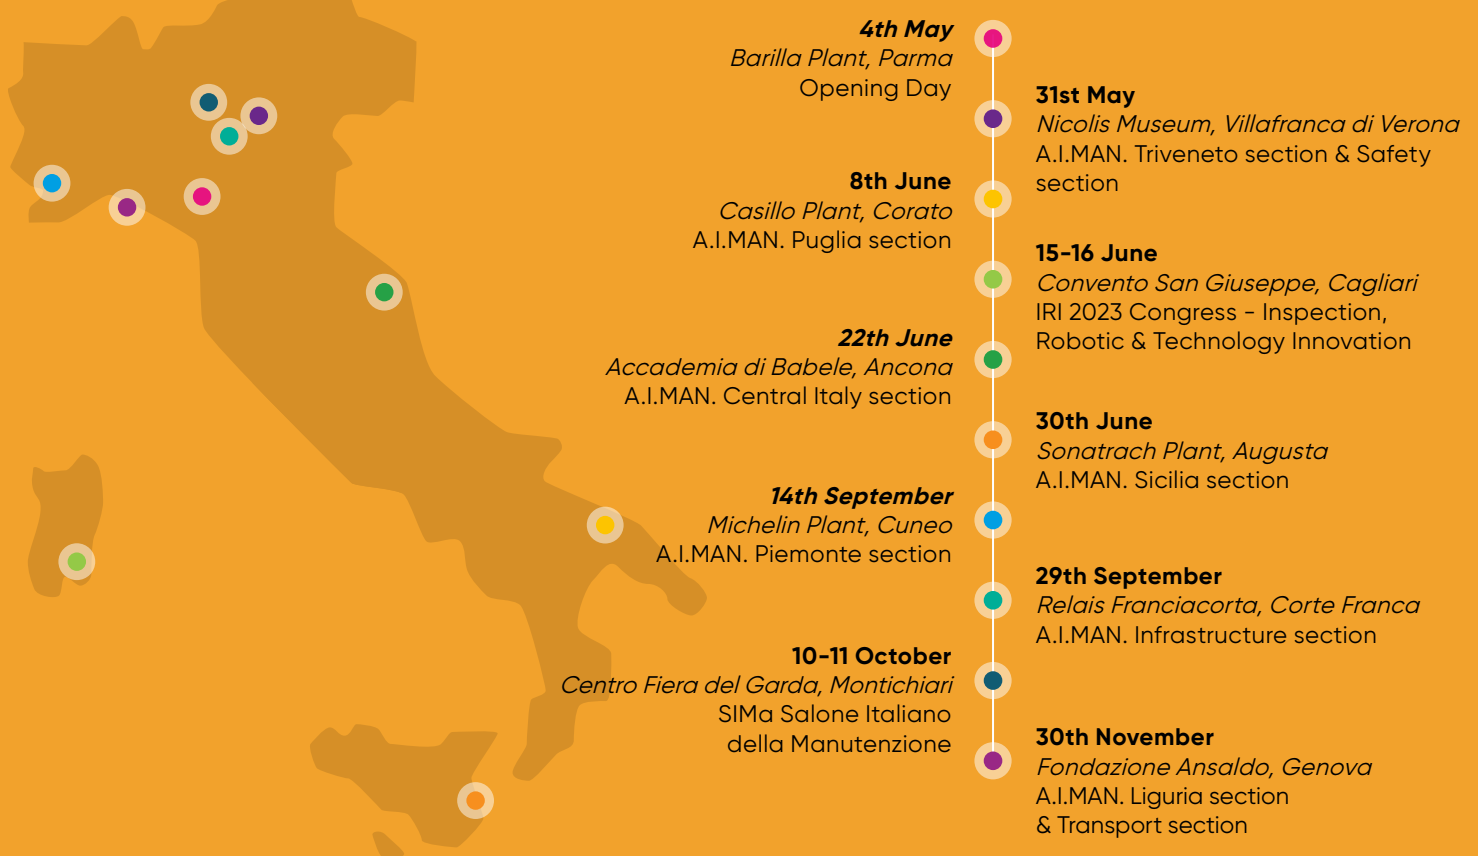 4th May
Barilla Plant, Parma
Opening Day
31st May
Nicolis Museum, Villafranca di Verona
A.I.MAN. Triveneto section & Safety
section
8th June
Casillo Plant, Corato
A.I.MAN. Puglia section
15-16 June
Convento San Giuseppe, Cagliari
IRI 2023 Congress - Inspection,
Robotic & Technology Innovation
22th June
Accademia di Babele, Ancona
A.I.MAN. Central Italy section
30th June
Sonatrach Plant, Augusta
A.I.MAN. Sicilia section
14th September
Michelin Plant, Cuneo
A.I.MAN. Piemonte section
29th September
Relais Franciacorta, Corte Franca
A.I.MAN. Infrastructure section
10-11 October
Centro Fiera del Garda, Montichiari
SIMa Salone Italiano
della Manutenzione
30th November
Fondazione Ansaldo, Genova
A.I.MAN. Liguria section
& Transport section